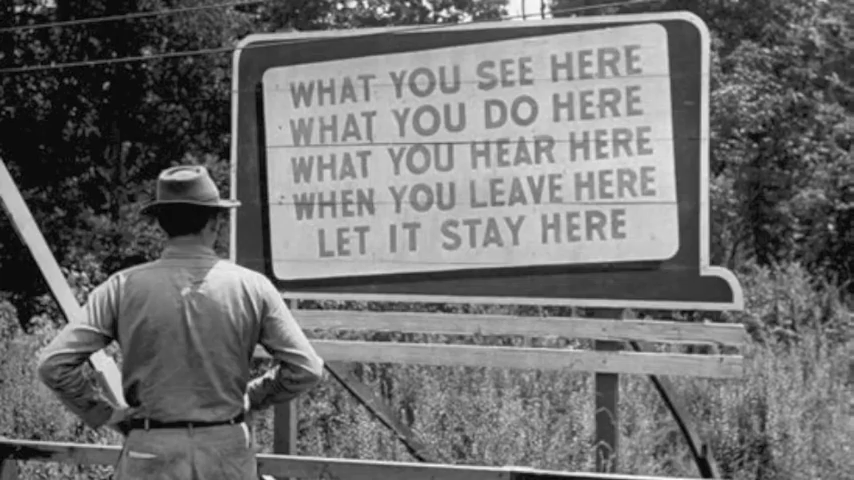 WHAT YOU SEE HERE
WHAT YOU DO HERE
WHAT YOU HEAR HERE
WHEN YOU LEAVE HERE
LET IT STAY HERE